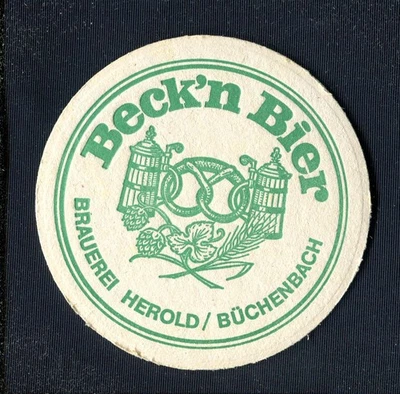 Beck'n Bier
BRAUEREI HEROLD / BÜCHENBACH